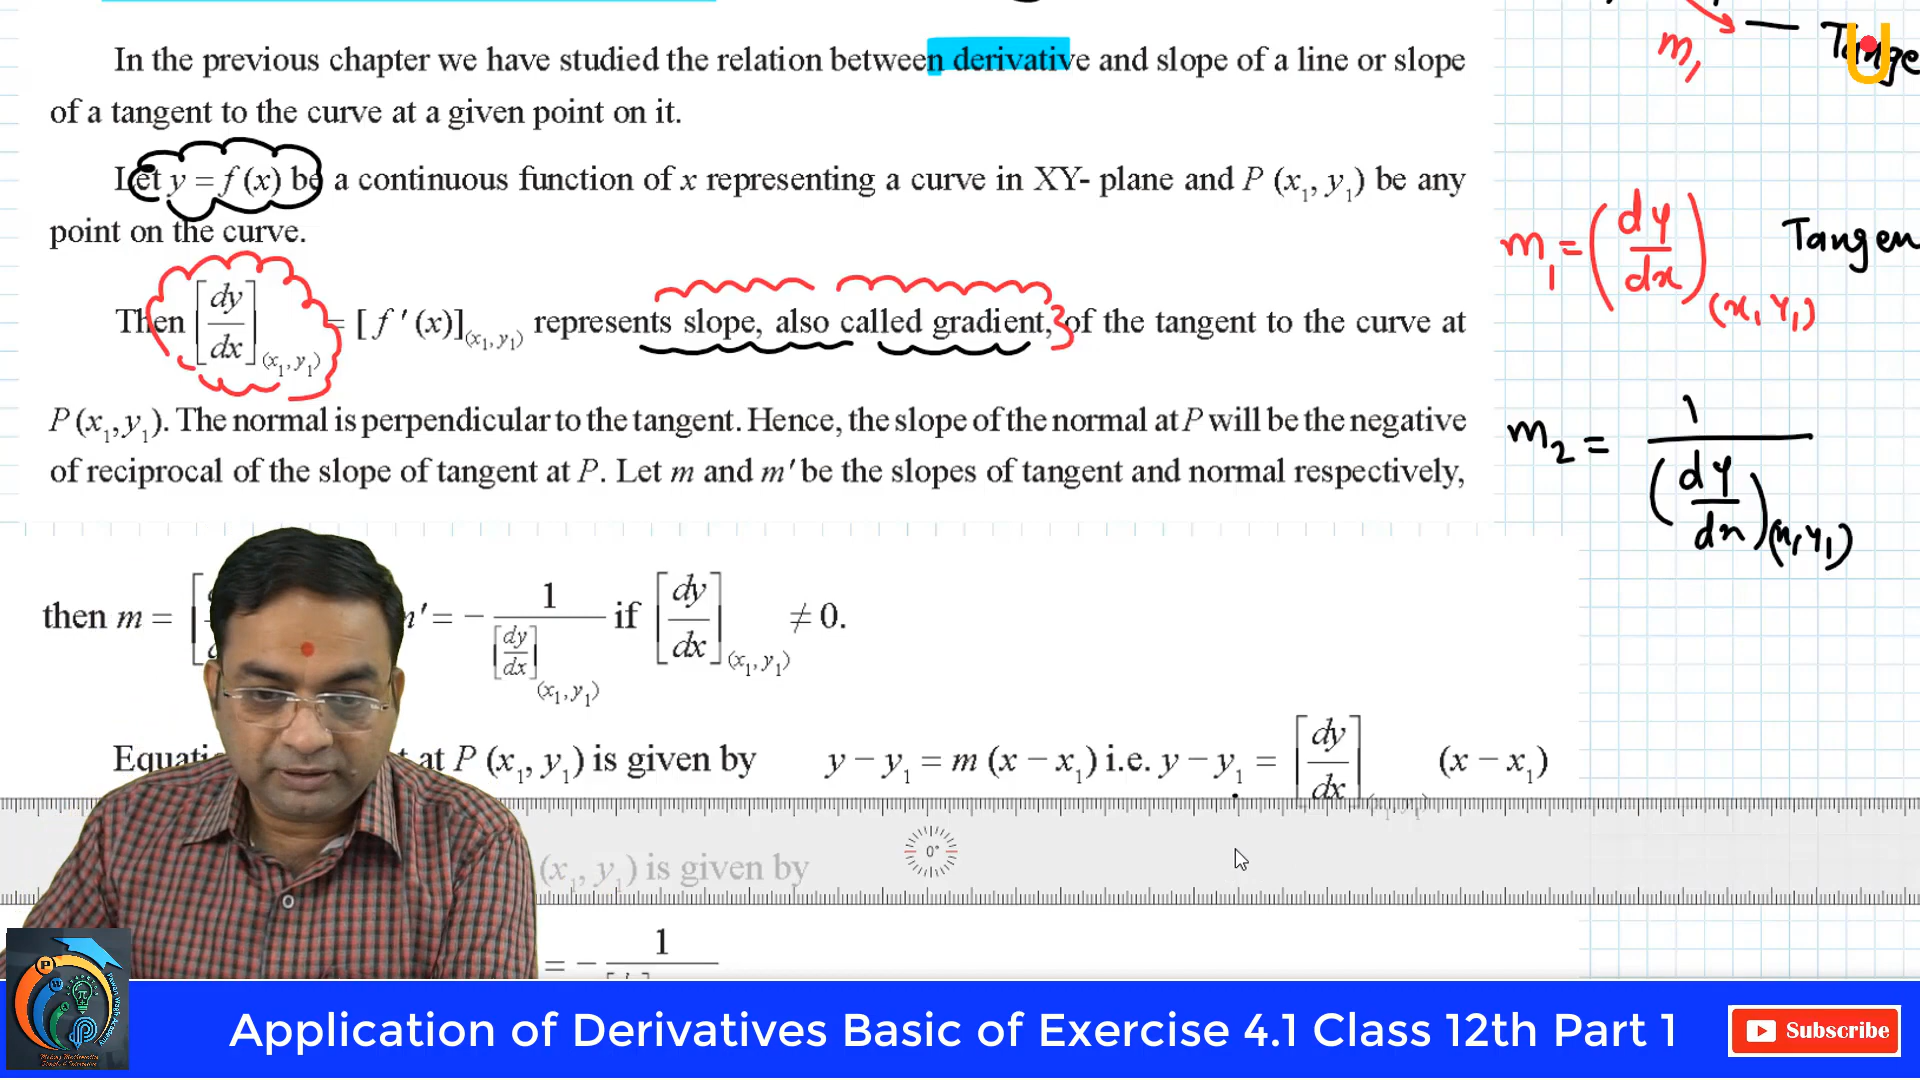 In the previous chapter we have studied the relation between derivative and slope of a line or slope
of a tangent to the curve at a given point on it.
Let y = f (x) be a continuous function of x representing a curve in XY- plane and P (x₁, y₁) be any
point on the curve.
Then [dy/dx](x₁, y₁) = [ f ′(x)](x₁, y₁) represents slope, also called gradient, of the tangent to the curve at
P (x₁, y₁). The normal is perpendicular to the tangent. Hence, the slope of the normal at P will be the negative
of reciprocal of the slope of tangent at P. Let m and m′ be the slopes of tangent and normal respectively,
then m = m′ = − 1/[dy/dx](x₁, y₁) if [dy/dx](x₁, y₁) ≠ 0.
at P (x₁, y₁) is given by y − y₁ = m (x − x₁) i.e. y − y₁ = [dy/dx](x₁, y₁) (x − x₁)
0°
(x₁, y₁) is given by
= − 1
m₁
m₁ = (dy/dx)(x₁ y₁)
m₂ = 1/(dy/dx)(x₁ y₁)
Application of Derivatives Basic of Exercise 4.1 Class 12th Part 1
Subscribe